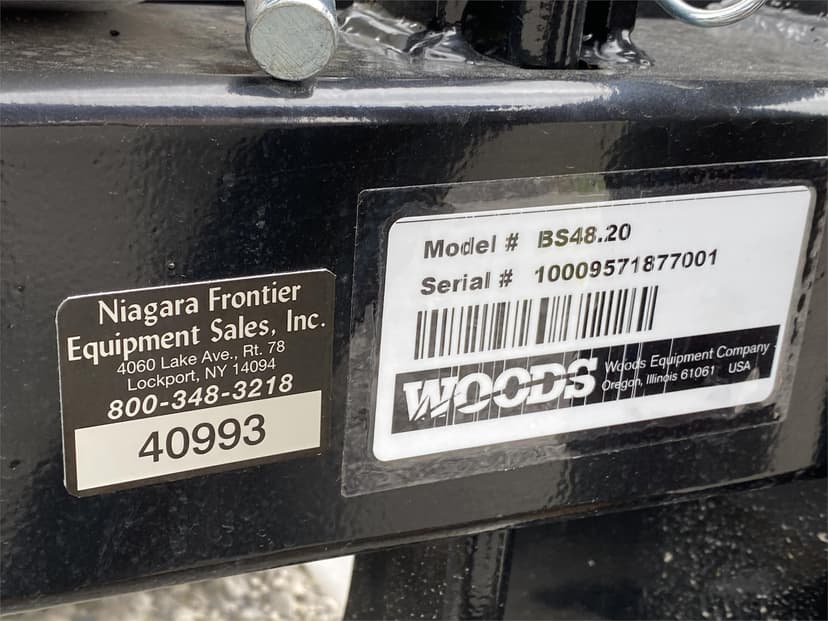 Niagara Frontier
Equipment Sales, Inc.
4060 Lake Ave., Rt. 78
Lockport, NY 14094
800-348-3218
40993
Model # BS48.20
Serial # 10009571877001
WOODS
Woods Equipment Company
Oregon, Illinois 61061 USA